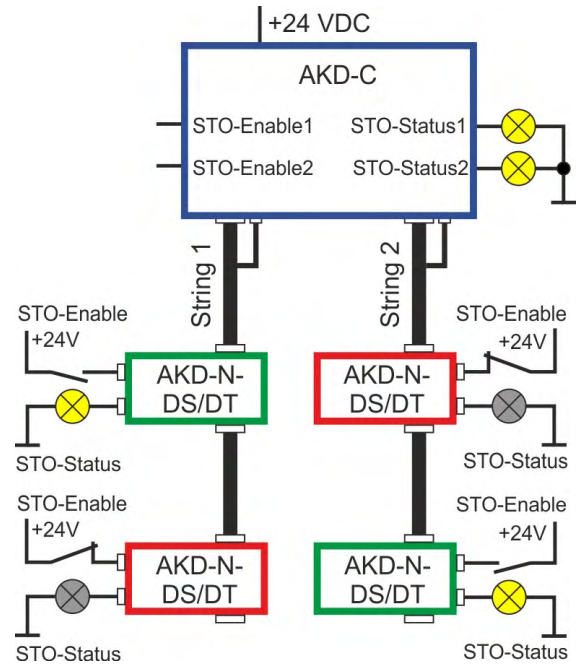 +24 VDC
AKD-C
STO-Enable1
STO-Status1
STO-Enable2
STO-Status2
String 1
String 2
STO-Enable
+24V
AKD-N-
DS/DT
STO-Status
STO-Enable
+24V
AKD-N-
DS/DT
STO-Status
STO-Enable
+24V
AKD-N-
DS/DT
STO-Status
STO-Enable
+24V
AKD-N-
DS/DT
STO-Status